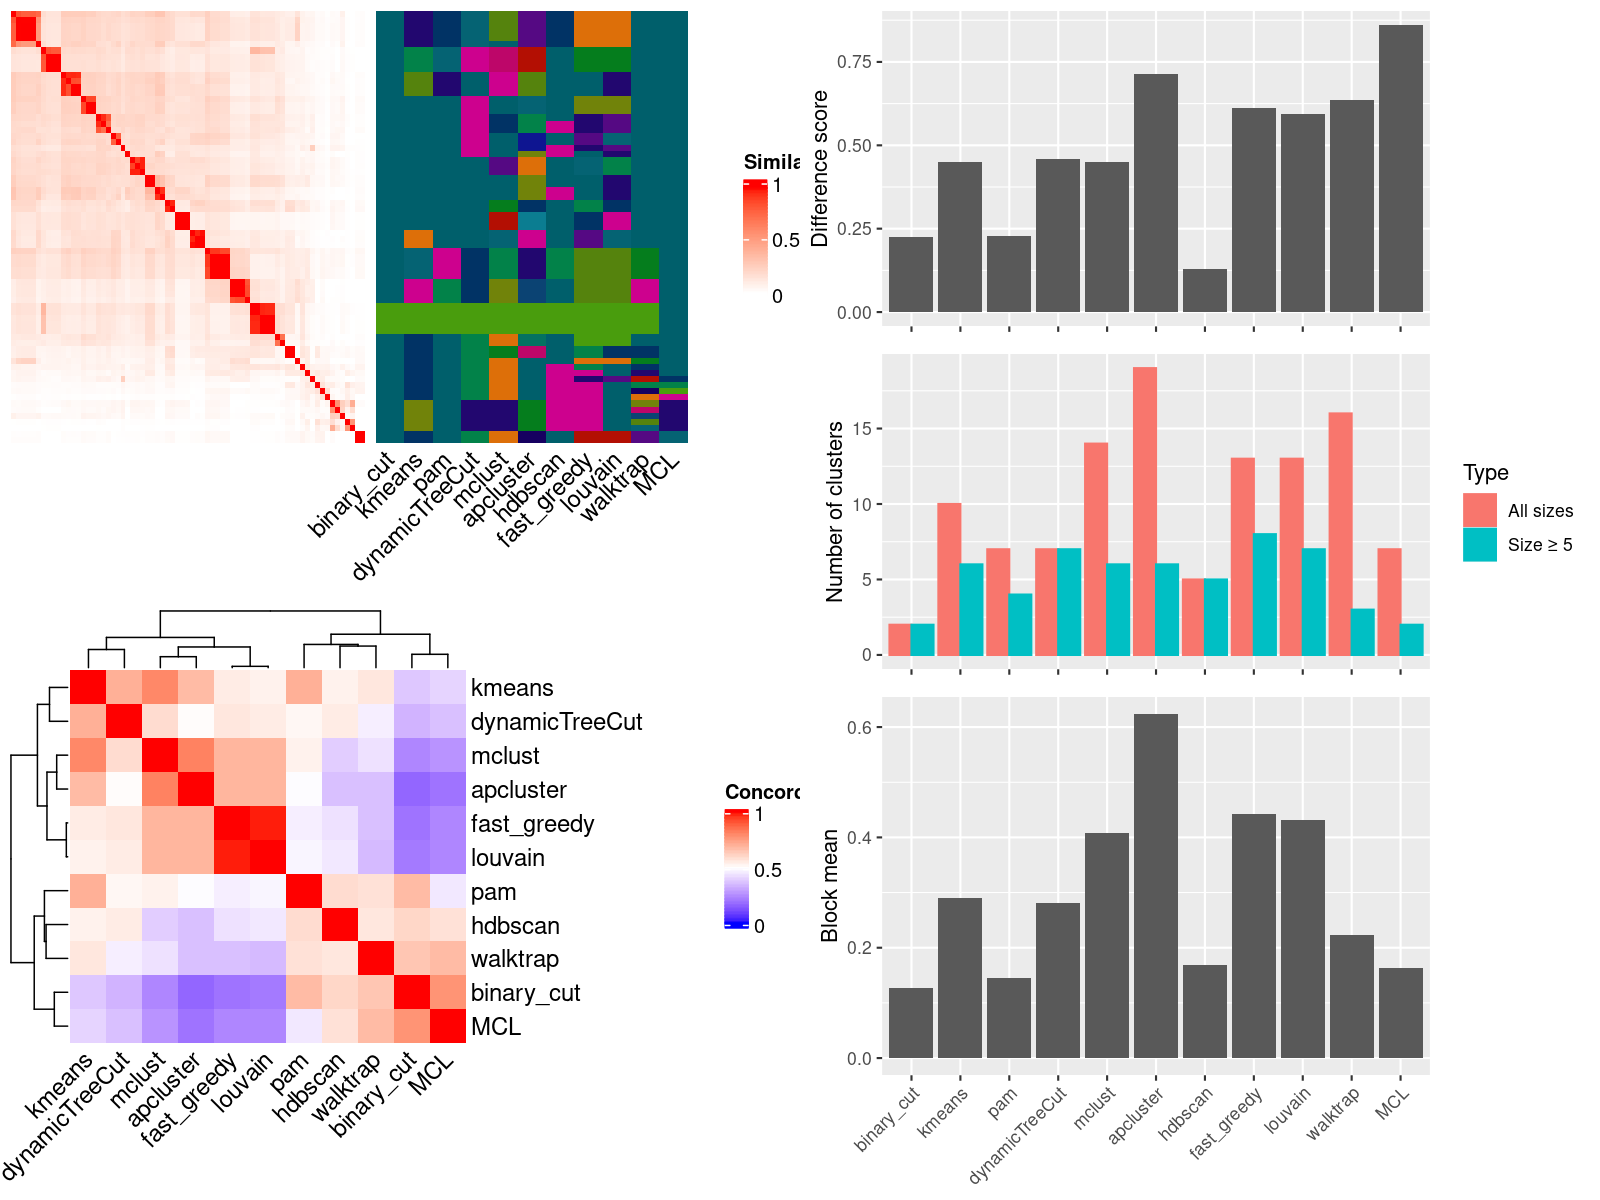 Simila
1
0.5
0
binary_cut
kmeans
pam
dynamicTreeCut
mclust
apcluster
hdbscan
fast_greedy
louvain
walktrap
MCL
kmeans
dynamicTreeCut
mclust
apcluster
fast_greedy
louvain
pam
hdbscan
walktrap
binary_cut
MCL
Concord
1
0.5
0
kmeans
dynamicTreeCut
mclust
apcluster
fast_greedy
louvain
pam
hdbscan
walktrap
binary_cut
MCL
Difference score
0.75
0.50
0.25
0.00
Number of clusters
15
10
5
0
Type
All sizes
Size ≥ 5
Block mean
0.6
0.4
0.2
0.0
binary_cut
kmeans
pam
dynamicTreeCut
mclust
apcluster
hdbscan
fast_greedy
louvain
walktrap
MCL